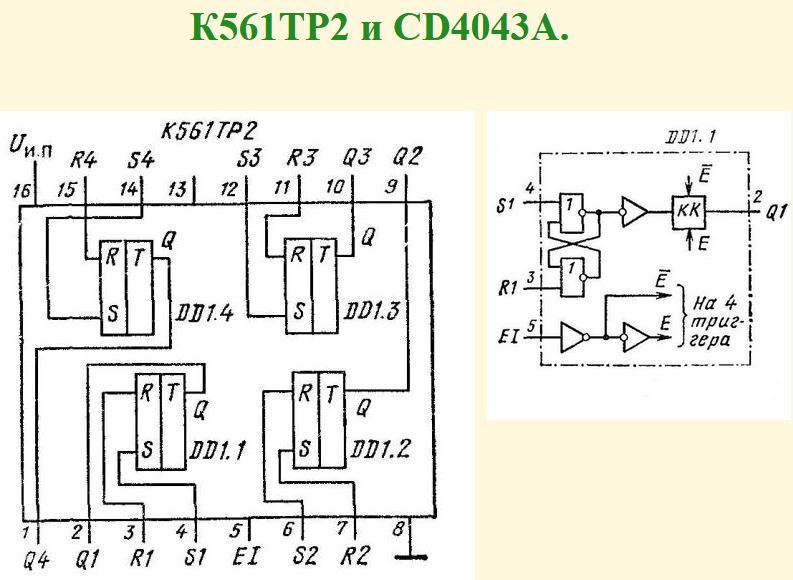 К561ТР2 и CD4043A.
К561ТР2
Uи.п R4 S4 S3 R3 Q3 Q2
16 15 14 13 12 11 10 9
R T Q
S
DD1.4
R T Q
S
DD1.3
R T
Q
S
DD1.1
R T
Q
S
DD1.2
1 2 3 4 5 6 7 8
Q4 Q1 R1 S1 EI S2 R2
DD1.1
S1 4
1
E̅
КК
E
2 Q1
R1 3
1
EI 5
E̅
E
На 4
триг-
гера